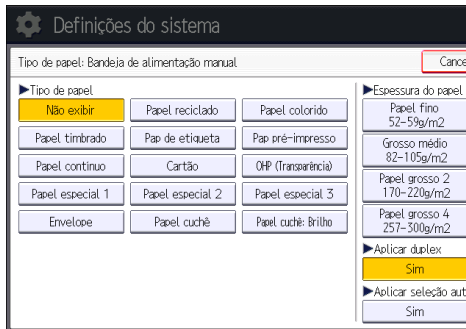 Definições do sistema
Tipo de papel: Bandeja de alimentação manual
Cance
▶Tipo de papel
Não exibir
Papel reciclado
Papel colorido
Papel timbrado
Pap de etiqueta
Pap pré-impresso
Papel continuo
Cartão
OHP (Transparência)
Papel especial 1
Papel especial 2
Papel especial 3
Envelope
Papel cuchê
Papel cuchê: Brilho
▶Espessura do papel
Papel fino
52-59g/m2
Grosso médio
82-105g/m2
Papel grosso 2
170-220g/m2
Papel grosso 4
257-300g/m2
▶Aplicar duplex
Sim
▶Aplicar seleção aut
Sim